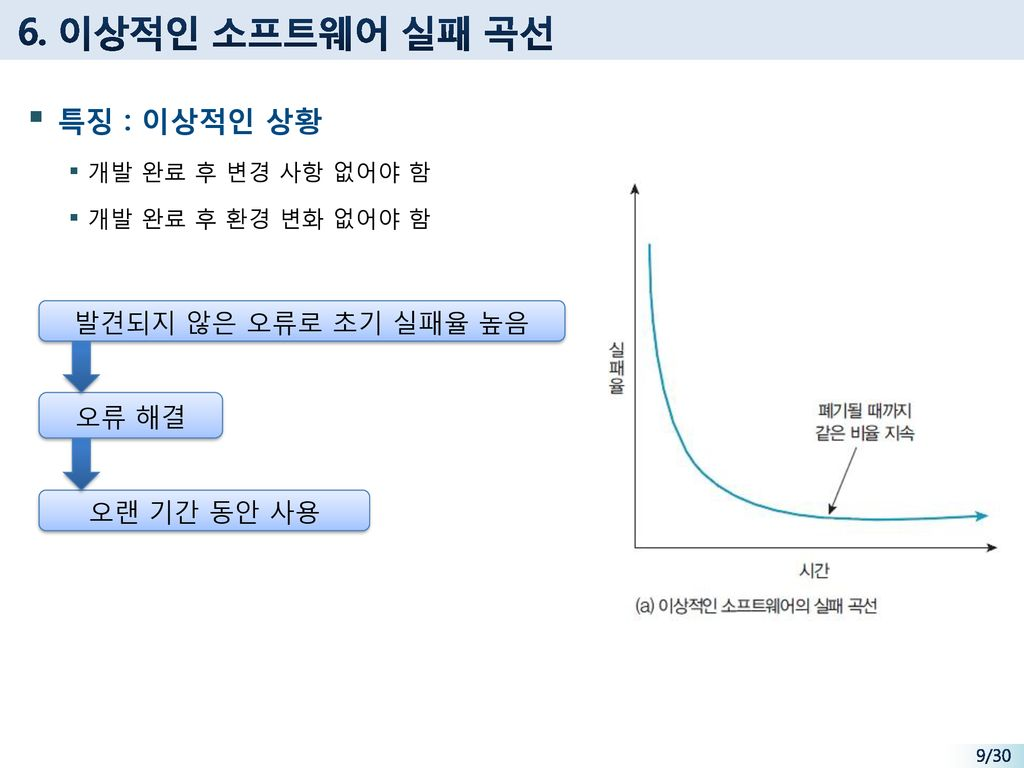 6. 이상적인 소프트웨어 실패 곡선
특징 : 이상적인 상황
개발 완료 후 변경 사항 없어야 함
개발 완료 후 환경 변화 없어야 함
발견되지 않은 오류로 초기 실패율 높음
오류 해결
오랜 기간 동안 사용
실패율
폐기될 때까지
같은 비율 지속
시간
(a) 이상적인 소프트웨어의 실패 곡선
9/30